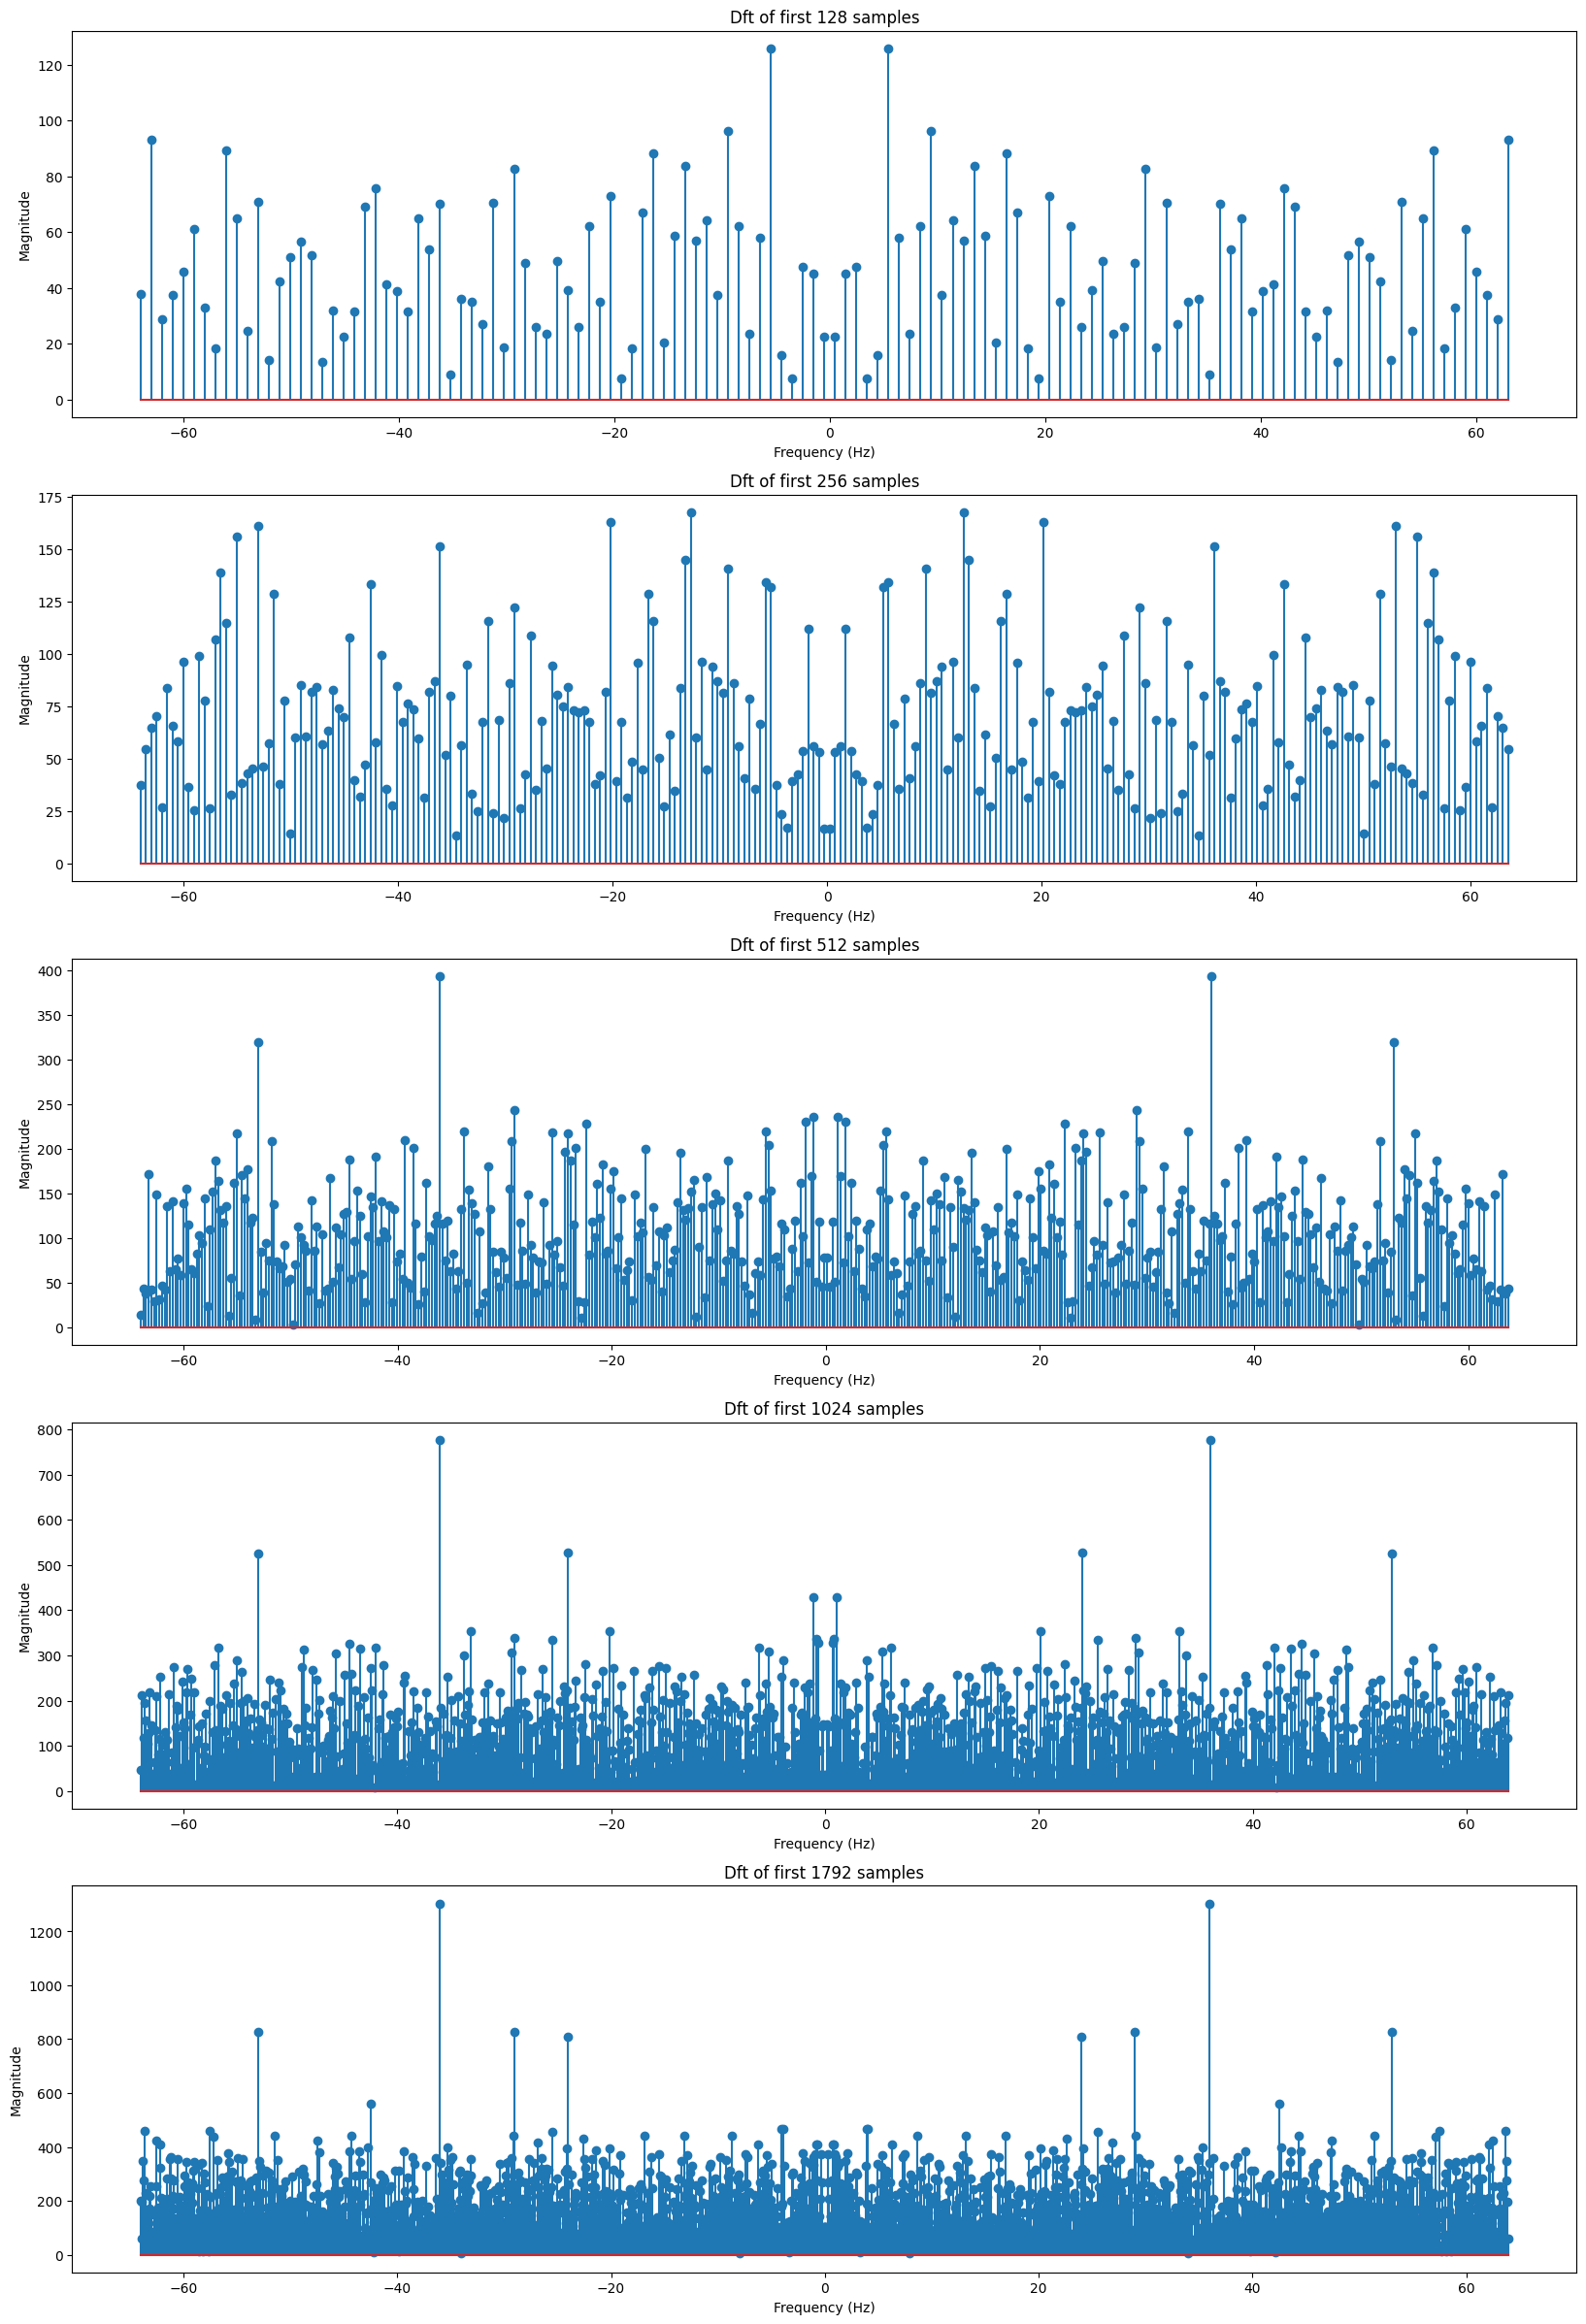 Dft of first 128 samples
120
100
80
60
40
20
0
Magnitude
−60 −40 −20 0 20 40 60
Frequency (Hz)
Dft of first 256 samples
175
150
125
100
75
50
25
0
Magnitude
−60 −40 −20 0 20 40 60
Frequency (Hz)
Dft of first 512 samples
400
350
300
250
200
150
100
50
0
Magnitude
−60 −40 −20 0 20 40 60
Frequency (Hz)
Dft of first 1024 samples
800
700
600
500
400
300
200
100
0
Magnitude
−60 −40 −20 0 20 40 60
Frequency (Hz)
Dft of first 1792 samples
1200
1000
800
600
400
200
0
Magnitude
−60 −40 −20 0 20 40 60
Frequency (Hz)